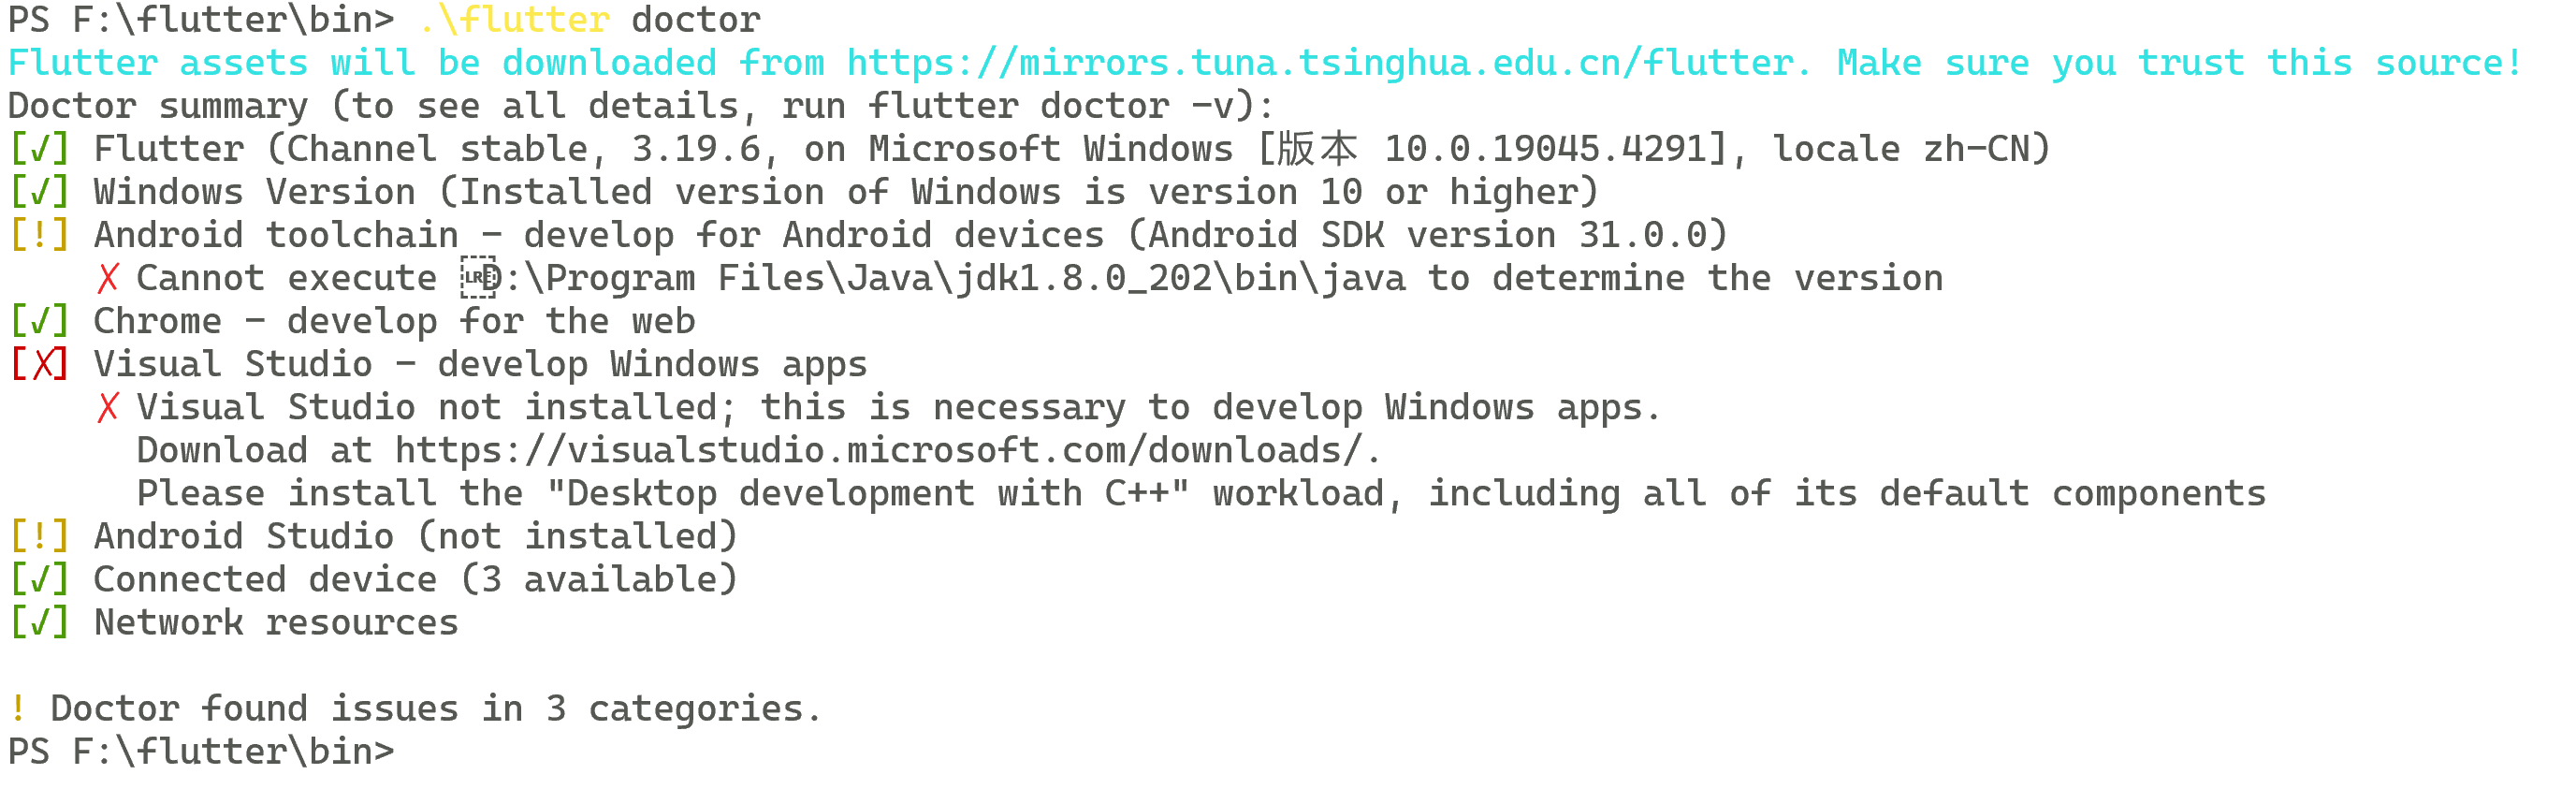 PS F:\flutter\bin> .\flutter doctor
Flutter assets will be downloaded from https://mirrors.tuna.tsinghua.edu.cn/flutter. Make sure you trust this source!
Doctor summary (to see all details, run flutter doctor -v):
[√] Flutter (Channel stable, 3.19.6, on Microsoft Windows [版本 10.0.19045.4291], locale zh-CN)
[√] Windows Version (Installed version of Windows is version 10 or higher)
[!] Android toolchain - develop for Android devices (Android SDK version 31.0.0)
    ✗ Cannot execute ‪D:\Program Files\Java\jdk1.8.0_202\bin\java to determine the version
[√] Chrome - develop for the web
[✗] Visual Studio - develop Windows apps
    ✗ Visual Studio not installed; this is necessary to develop Windows apps.
      Download at https://visualstudio.microsoft.com/downloads/.
      Please install the "Desktop development with C++" workload, including all of its default components
[!] Android Studio (not installed)
[√] Connected device (3 available)
[√] Network resources
! Doctor found issues in 3 categories.
PS F:\flutter\bin>